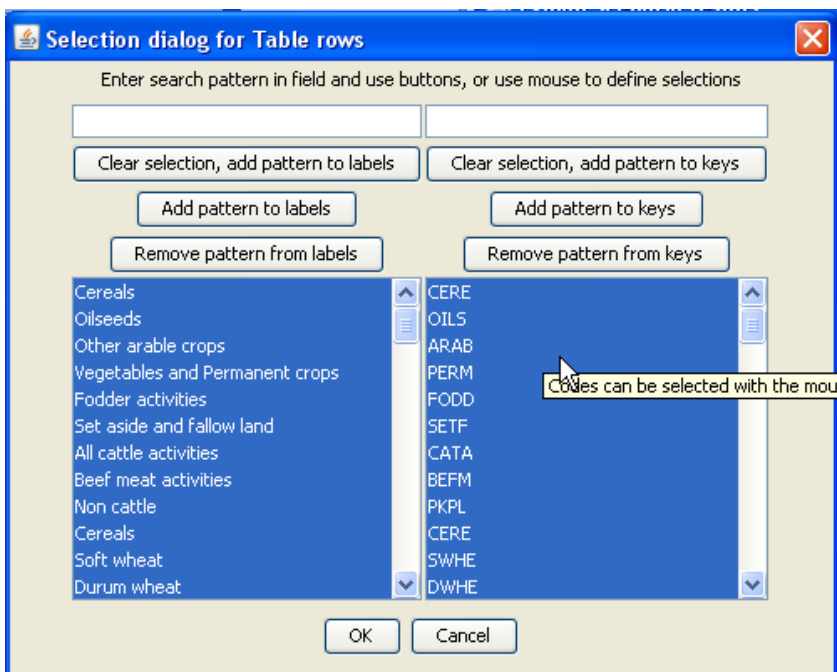 Selection dialog for Table rows
Enter search pattern in field and use buttons, or use mouse to define selections
Clear selection, add pattern to labels Clear selection, add pattern to keys
Add pattern to labels Add pattern to keys
Remove pattern from labels Remove pattern from keys
Cereals CERE
Oilseeds OILS
Other arable crops ARAB
Vegetables and Permanent crops PERM
Codes can be selected with the mou
Fodder activities FODD
Set aside and fallow land SETF
All cattle activities CATA
Beef meat activities BEFM
Non cattle PKPL
Cereals CERE
Soft wheat SWHE
Durum wheat DWHE
OK Cancel